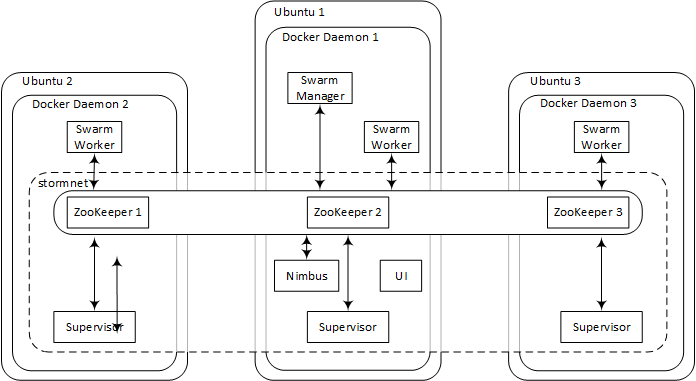 Ubuntu 1
Docker Daemon 1
Swarm
Manager
Swarm
Worker
Ubuntu 2
Docker Daemon 2
Swarm
Worker
Ubuntu 3
Docker Daemon 3
Swarm
Worker
stormnet
ZooKeeper 1
ZooKeeper 2
ZooKeeper 3
Nimbus
UI
Supervisor
Supervisor
Supervisor